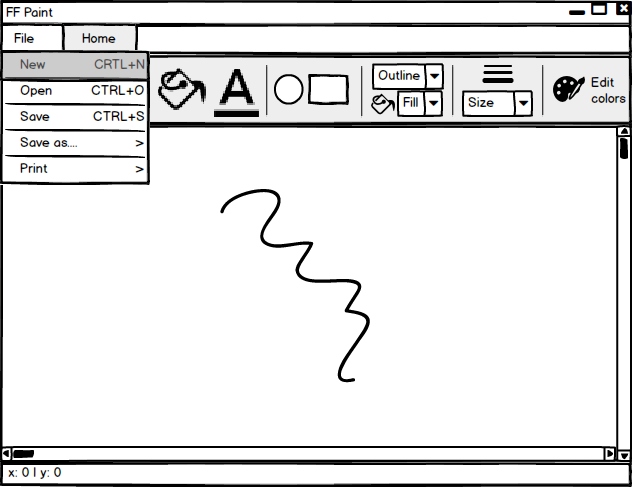 FF Paint
File Home
New CRTL+N
Open CTRL+O
Save CTRL+S
Save as.... >
Print >
A
Outline
Fill
Size
Edit
colors
x: 0 | y: 0